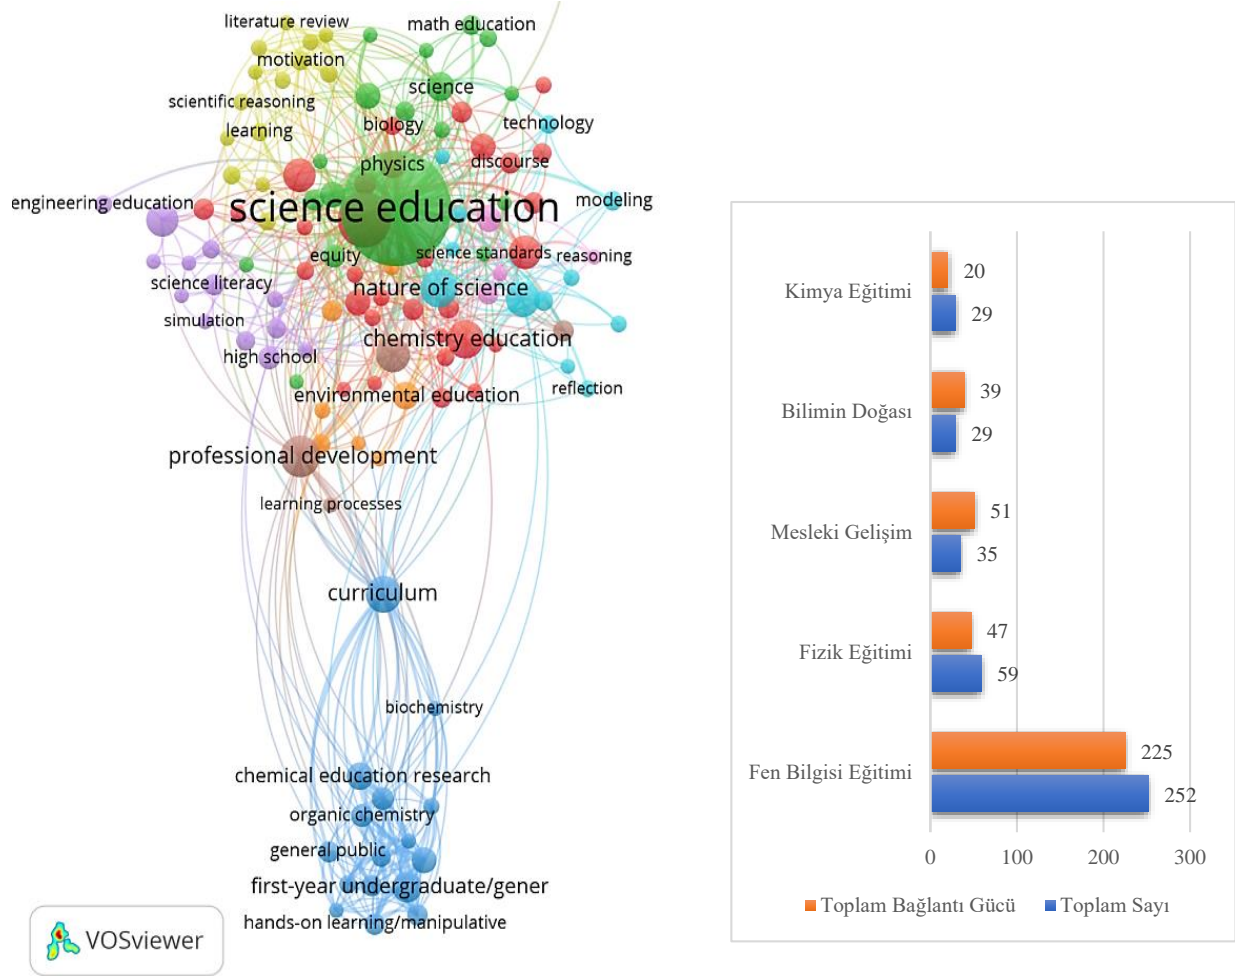 literature review
math education
motivation
science
scientific reasoning
biology
technology
learning
physics
discourse
engineering education
science education
modeling
equity
science standards
reasoning
science literacy
nature of science
simulation
chemistry education
high school
environmental education
reflection
professional development
learning processes
curriculum
biochemistry
chemical education research
organic chemistry
general public
first-year undergraduate/gener
hands-on learning/manipulative
VOSviewer
Kimya Eğitimi
20
29
Bilimin Doğası
39
29
Mesleki Gelişim
51
35
Fizik Eğitimi
47
59
Fen Bilgisi Eğitimi
225
252
0 100 200 300
Toplam Bağlantı Gücü Toplam Sayı